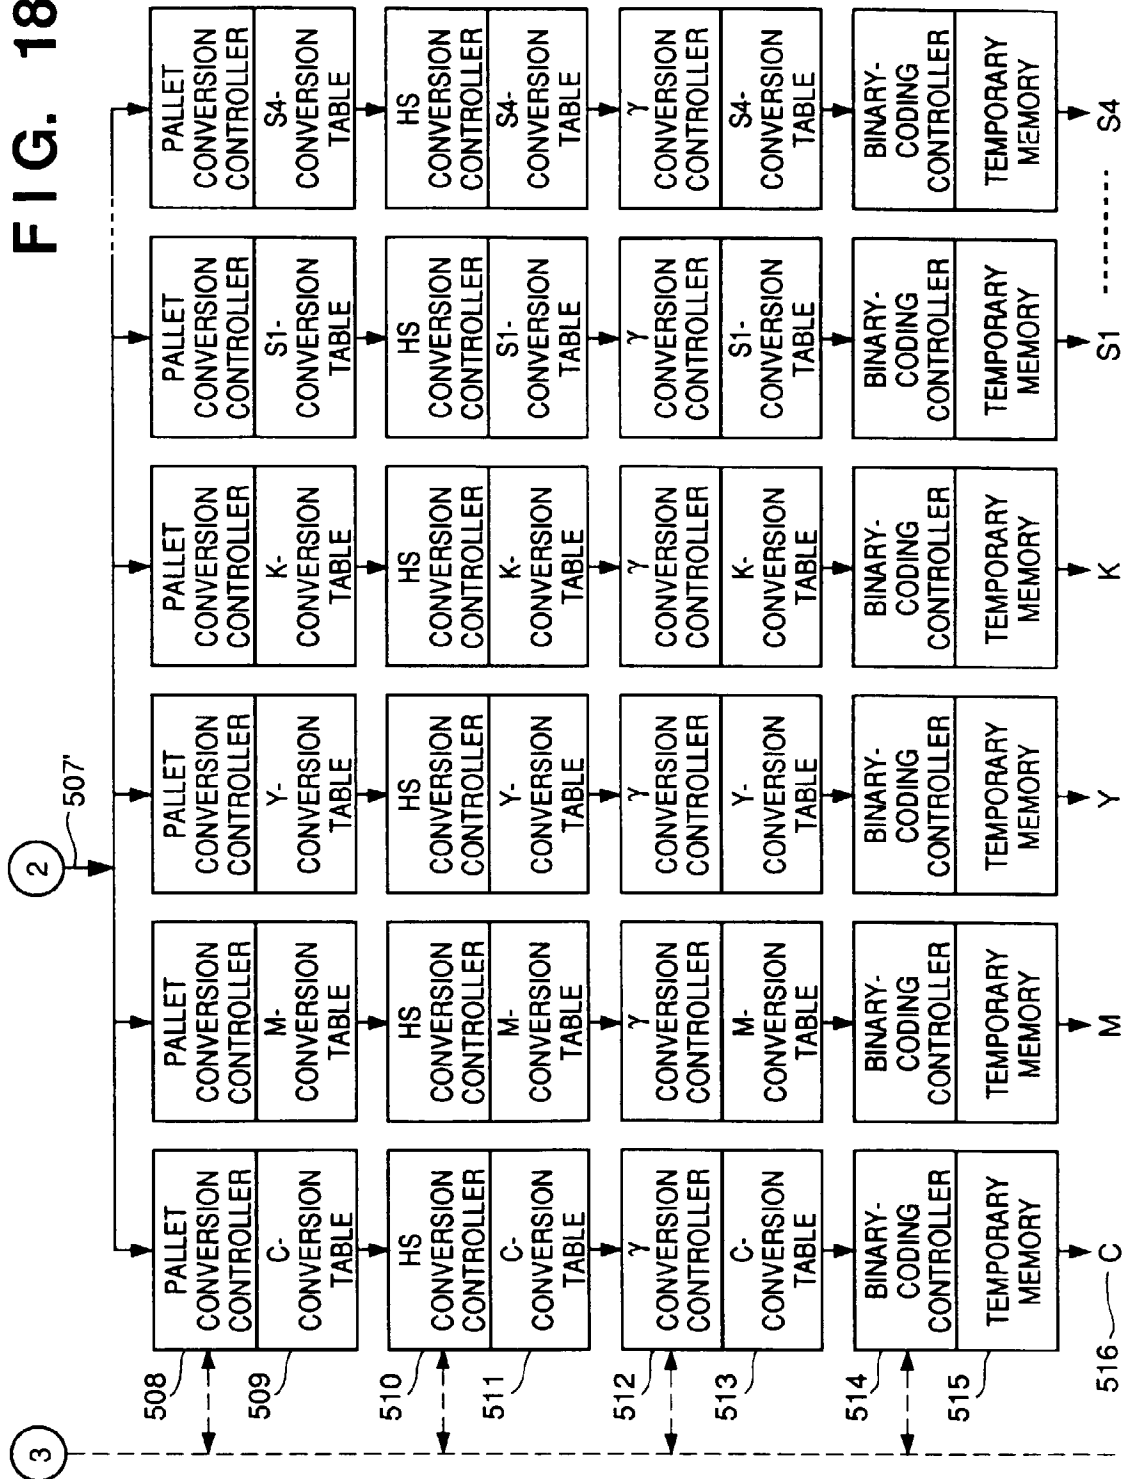 FIG. 18
3
2
507'
508
PALLET
CONVERSION
CONTROLLER
PALLET
CONVERSION
CONTROLLER
PALLET
CONVERSION
CONTROLLER
PALLET
CONVERSION
CONTROLLER
PALLET
CONVERSION
CONTROLLER
PALLET
CONVERSION
CONTROLLER
509
C-
CONVERSION
TABLE
M-
CONVERSION
TABLE
Y-
CONVERSION
TABLE
K-
CONVERSION
TABLE
S1-
CONVERSION
TABLE
S4-
CONVERSION
TABLE
510
HS
CONVERSION
CONTROLLER
HS
CONVERSION
CONTROLLER
HS
CONVERSION
CONTROLLER
HS
CONVERSION
CONTROLLER
HS
CONVERSION
CONTROLLER
HS
CONVERSION
CONTROLLER
511
C-
CONVERSION
TABLE
M-
CONVERSION
TABLE
Y-
CONVERSION
TABLE
K-
CONVERSION
TABLE
S1-
CONVERSION
TABLE
S4-
CONVERSION
TABLE
512
γ
CONVERSION
CONTROLLER
γ
CONVERSION
CONTROLLER
γ
CONVERSION
CONTROLLER
γ
CONVERSION
CONTROLLER
γ
CONVERSION
CONTROLLER
γ
CONVERSION
CONTROLLER
513
C-
CONVERSION
TABLE
M-
CONVERSION
TABLE
Y-
CONVERSION
TABLE
K-
CONVERSION
TABLE
S1-
CONVERSION
TABLE
S4-
CONVERSION
TABLE
514
BINARY-
CODING
CONTROLLER
BINARY-
CODING
CONTROLLER
BINARY-
CODING
CONTROLLER
BINARY-
CODING
CONTROLLER
BINARY-
CODING
CONTROLLER
BINARY-
CODING
CONTROLLER
515
TEMPORARY
MEMORY
TEMPORARY
MEMORY
TEMPORARY
MEMORY
TEMPORARY
MEMORY
TEMPORARY
MEMORY
TEMPORARY
MEMORY
516
C
M
Y
K
S1
S4